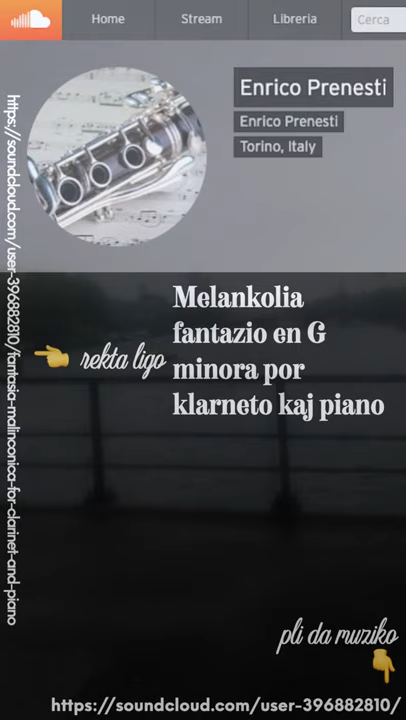 Home Stream Libreria Cerca
Enrico Prenesti
Enrico Prenesti
Torino, Italy
https://soundcloud.com/user-396882810/fantasia-malinconica-for-clarinet-and-piano
👈 rekta ligo
Melankolia
fantazio en G
minora por
klarneto kaj piano
pli da muziko
👇
https://soundcloud.com/user-396882810/